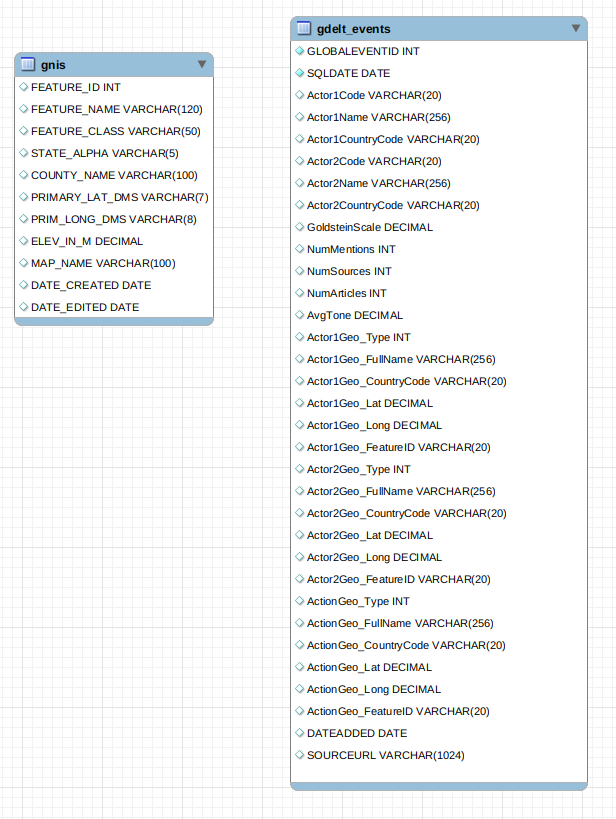 gnis
FEATURE_ID INT
FEATURE_NAME VARCHAR(120)
FEATURE_CLASS VARCHAR(50)
STATE_ALPHA VARCHAR(5)
COUNTY_NAME VARCHAR(100)
PRIMARY_LAT_DMS VARCHAR(7)
PRIM_LONG_DMS VARCHAR(8)
ELEV_IN_M DECIMAL
MAP_NAME VARCHAR(100)
DATE_CREATED DATE
DATE_EDITED DATE
gdelt_events
GLOBALEVENTID INT
SQLDATE DATE
Actor1Code VARCHAR(20)
Actor1Name VARCHAR(256)
Actor1CountryCode VARCHAR(20)
Actor2Code VARCHAR(20)
Actor2Name VARCHAR(256)
Actor2CountryCode VARCHAR(20)
GoldsteinScale DECIMAL
NumMentions INT
NumSources INT
NumArticles INT
AvgTone DECIMAL
Actor1Geo_Type INT
Actor1Geo_FullName VARCHAR(256)
Actor1Geo_CountryCode VARCHAR(20)
Actor1Geo_Lat DECIMAL
Actor1Geo_Long DECIMAL
Actor1Geo_FeatureID VARCHAR(20)
Actor2Geo_Type INT
Actor2Geo_FullName VARCHAR(256)
Actor2Geo_CountryCode VARCHAR(20)
Actor2Geo_Lat DECIMAL
Actor2Geo_Long DECIMAL
Actor2Geo_FeatureID VARCHAR(20)
ActionGeo_Type INT
ActionGeo_FullName VARCHAR(256)
ActionGeo_CountryCode VARCHAR(20)
ActionGeo_Lat DECIMAL
ActionGeo_Long DECIMAL
ActionGeo_FeatureID VARCHAR(20)
DATEADDED DATE
SOURCEURL VARCHAR(1024)